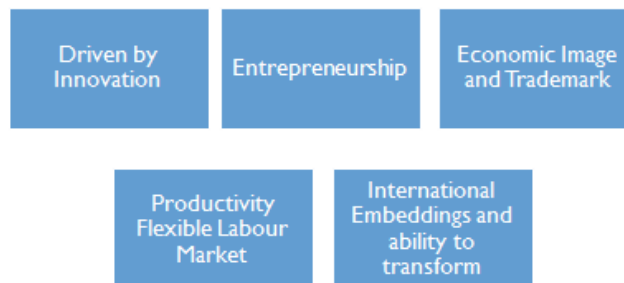 Driven by
Innovation
Entrepreneurship
Economic Image
and Trademark
Productivity
Flexible Labour
Market
International
Embeddings and
ability to
transform